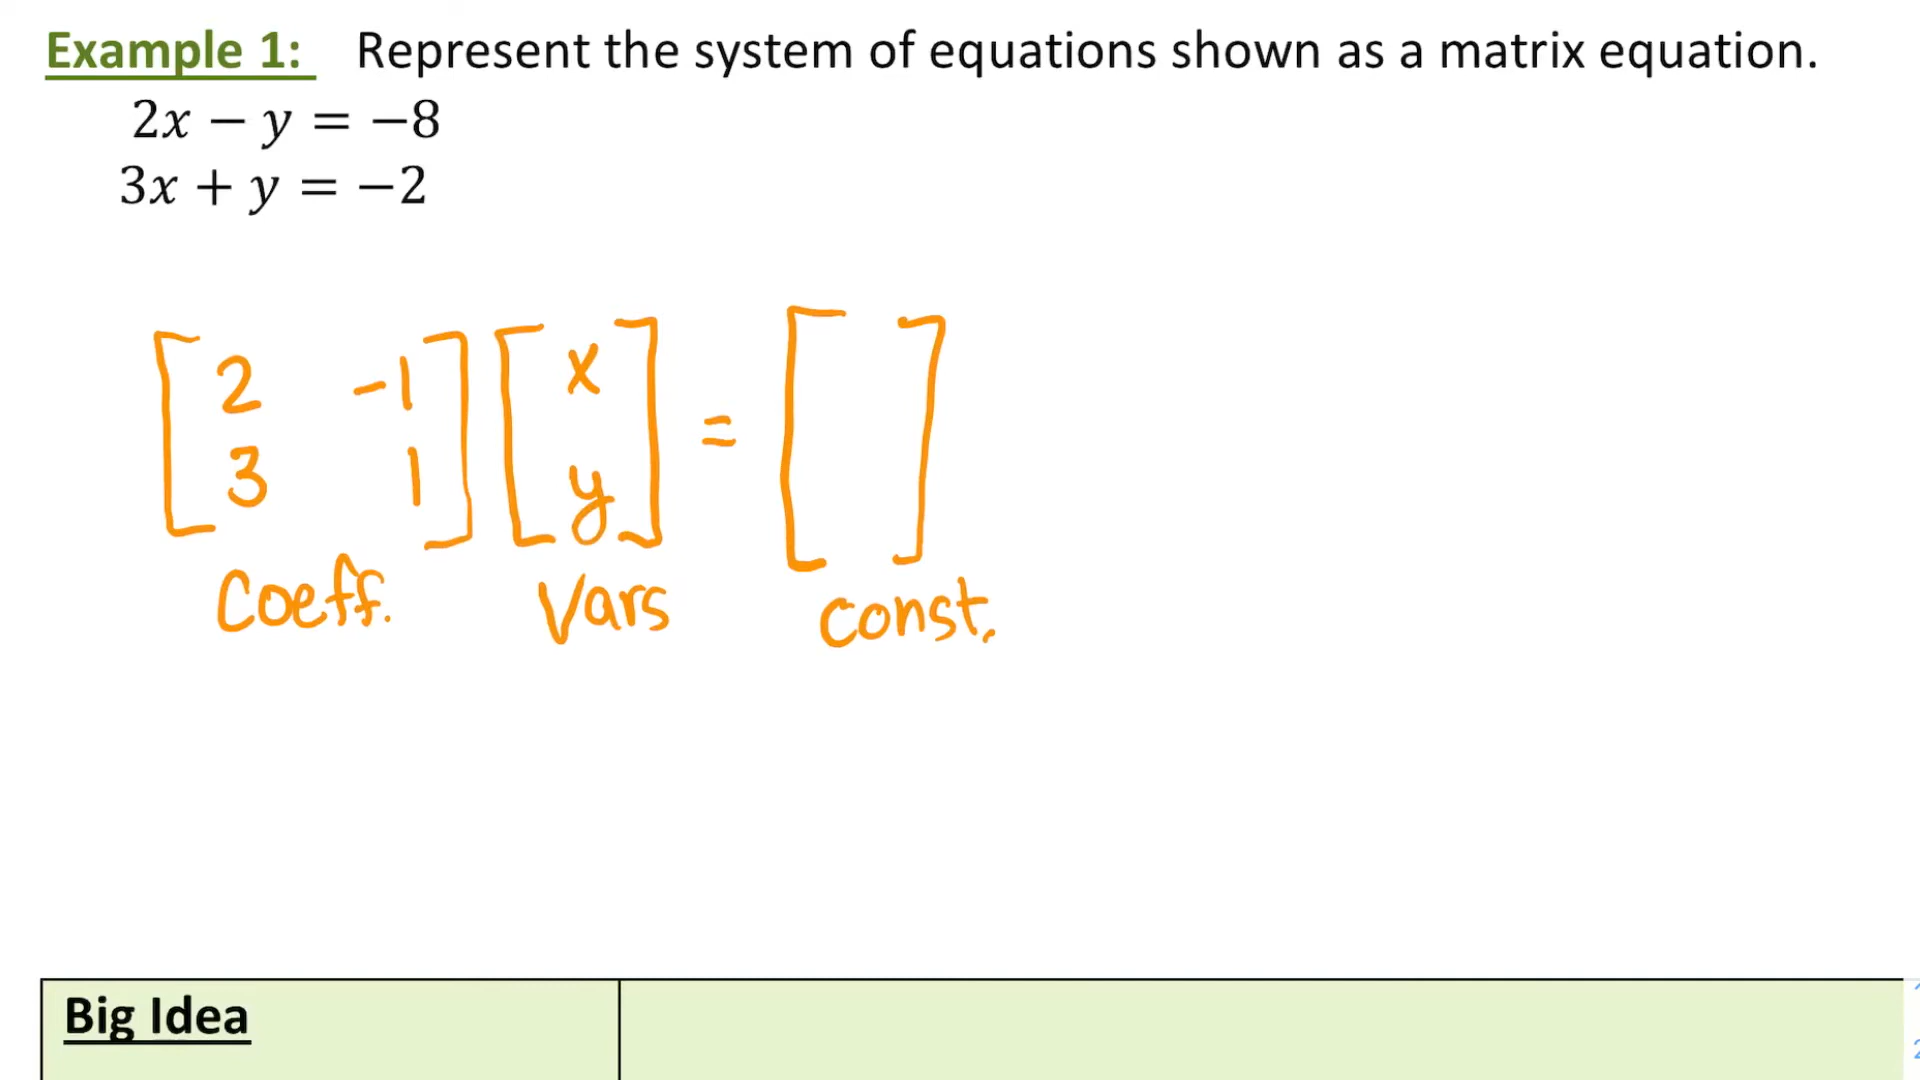 Example 1: Represent the system of equations shown as a matrix equation.
2x − y = −8
3x + y = −2
[2 -1] [x] = [ ]
[3 1] [y]
Coeff. Vars const.
Big Idea